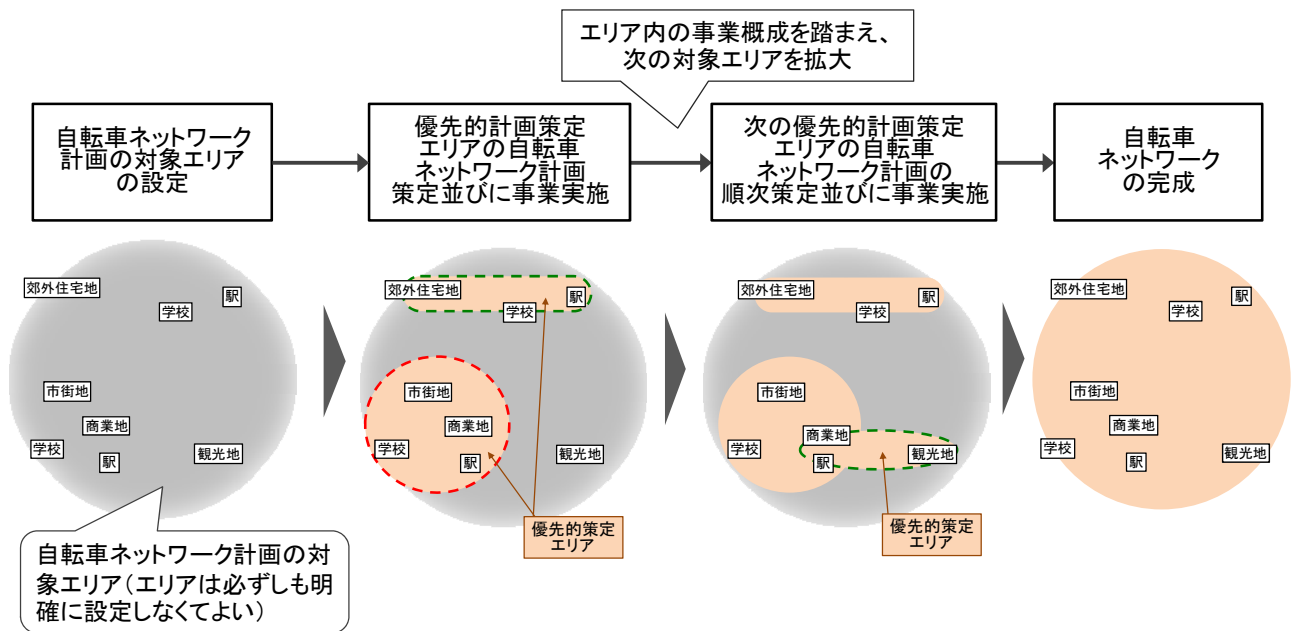 エリア内の事業概成を踏まえ、
次の対象エリアを拡大
自転車ネットワーク
計画の対象エリア
の設定
優先的計画策定
エリアの自転車
ネットワーク計画
策定並びに事業実施
次の優先的計画策定
エリアの自転車
ネットワーク計画の
順次策定並びに事業実施
自転車
ネットワーク
の完成
郊外住宅地
駅
学校
市街地
商業地
学校
駅
観光地
自転車ネットワーク計画の対
象エリア(エリアは必ずしも明
確に設定しなくてよい)
郊外住宅地
駅
学校
市街地
商業地
学校
駅
観光地
優先的策定
エリア
郊外住宅地
駅
学校
市街地
商業地
学校
駅
観光地
優先的策定
エリア
郊外住宅地
駅
学校
市街地
商業地
学校
駅
観光地